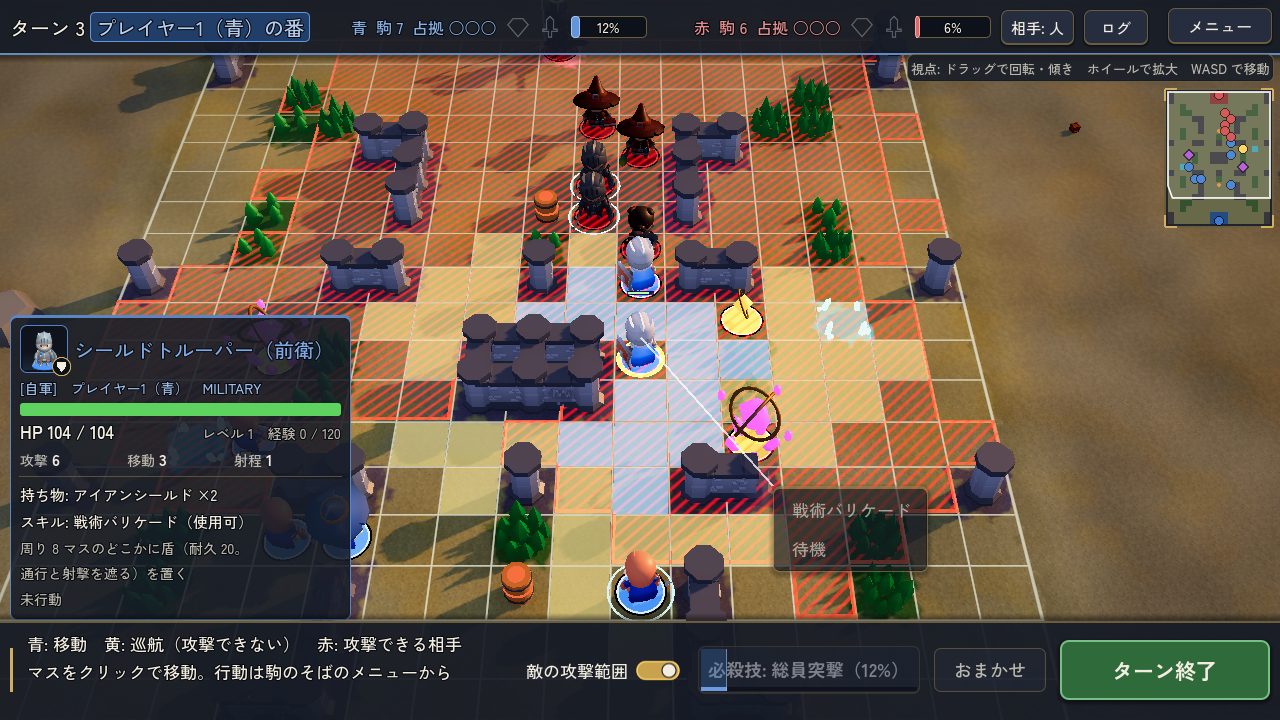 ターン 3 プレイヤー1（青）の番 青 駒 7 占拠 〇〇〇 12% 赤 駒 6 占拠 〇〇〇 6% 相手: 人 ログ メニュー
視点: ドラッグで回転・傾き ホイールで拡大 WASD で移動
シールドトルーパー（前衛）
[自軍] プレイヤー1（青） MILITARY
HP 104 / 104 レベル 1 経験 0 / 120
攻撃 6 移動 3 射程 1
持ち物: アイアンシールド ×2
スキル: 戦術バリケード（使用可）
周り 8 マスのどこかに盾（耐久 20。
通行と射撃を遮る）を置く
未行動
戦術バリケード
待機
青: 移動 黄: 巡航（攻撃できない） 赤: 攻撃できる相手
マスをクリックで移動。行動は駒のそばのメニューから
敵の攻撃範囲
必殺技: 総員突撃（12%）
おまかせ
ターン終了